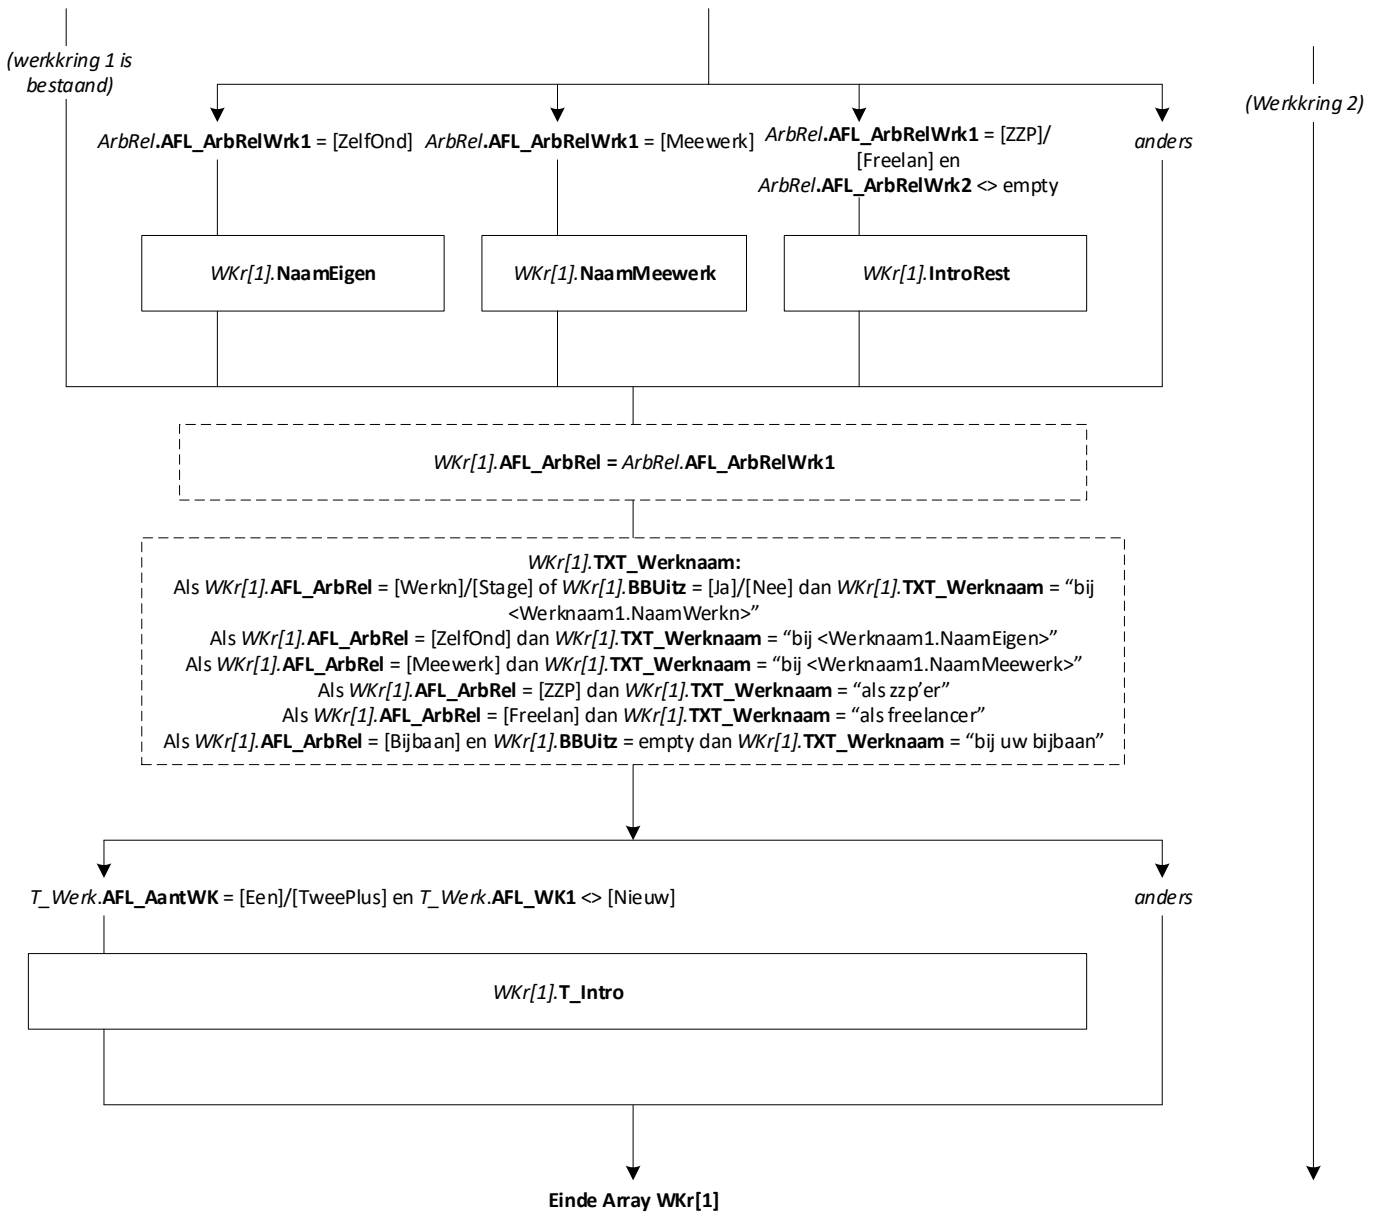 (werkkring 1 is
bestaand)
(Werkkring 2)
ArbRel.AFL_ArbRelWrk1 = [ZelfOnd]
ArbRel.AFL_ArbRelWrk1 = [Meewerk]
ArbRel.AFL_ArbRelWrk1 = [ZZP]/
[Freelan] en
ArbRel.AFL_ArbRelWrk2 <> empty
anders
WKr[1].NaamEigen
WKr[1].NaamMeewerk
WKr[1].IntroRest
WKr[1].AFL_ArbRel = ArbRel.AFL_ArbRelWrk1
WKr[1].TXT_Werknaam:
Als WKr[1].AFL_ArbRel = [Werkn]/[Stage] of WKr[1].BBUitz = [Ja]/[Nee] dan WKr[1].TXT_Werknaam = “bij
<Werknaam1.NaamWerkn>”
Als WKr[1].AFL_ArbRel = [ZelfOnd] dan WKr[1].TXT_Werknaam = “bij <Werknaam1.NaamEigen>”
Als WKr[1].AFL_ArbRel = [Meewerk] dan WKr[1].TXT_Werknaam = “bij <Werknaam1.NaamMeewerk>”
Als WKr[1].AFL_ArbRel = [ZZP] dan WKr[1].TXT_Werknaam = “als zzp’er”
Als WKr[1].AFL_ArbRel = [Freelan] dan WKr[1].TXT_Werknaam = “als freelancer”
Als WKr[1].AFL_ArbRel = [Bijbaan] en WKr[1].BBUitz = empty dan WKr[1].TXT_Werknaam = “bij uw bijbaan”
T_Werk.AFL_AantWK = [Een]/[TweePlus] en T_Werk.AFL_WK1 <> [Nieuw]
anders
WKr[1].T_Intro
Einde Array WKr[1]